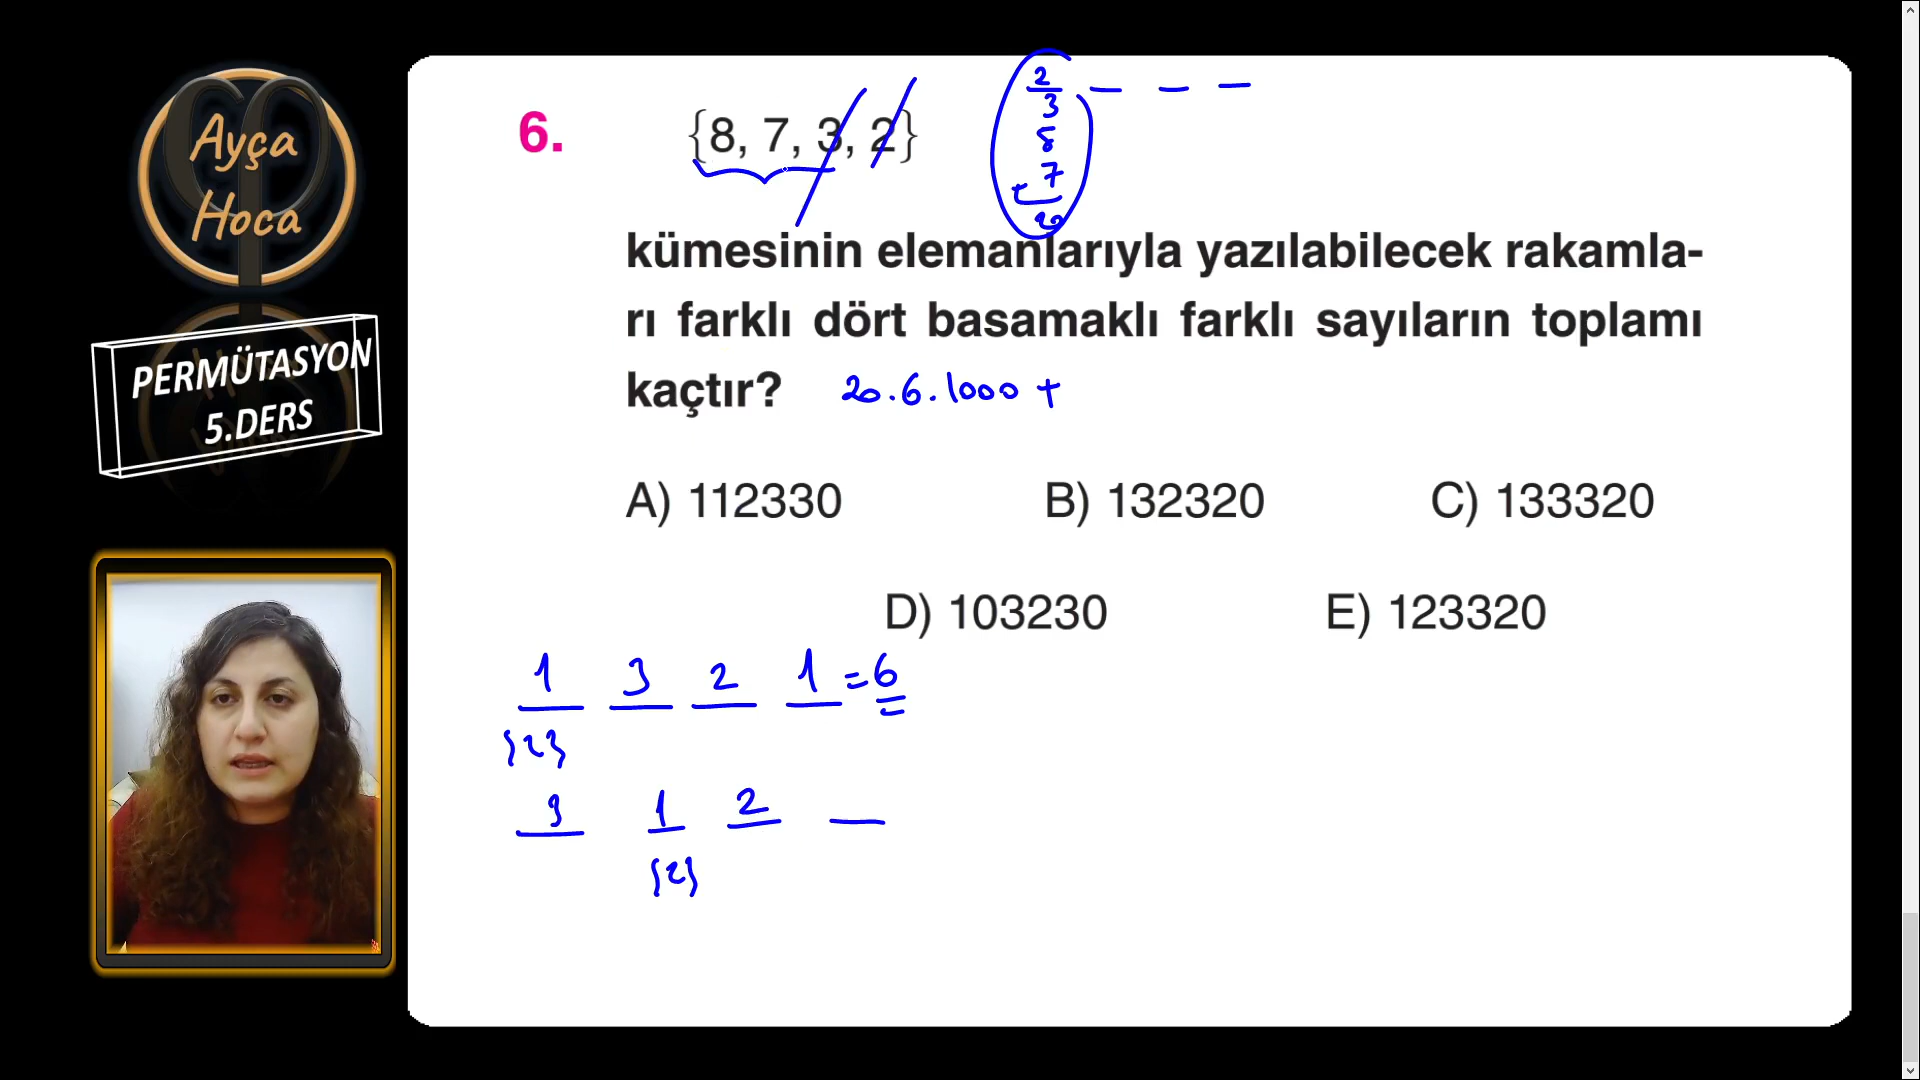 Ayça
Hoca
PERMÜTASYON
5.DERS
6. {8, 7, 3, 2}
2
3
8
7
+
20
kümesinin elemanlarıyla yazılabilecek rakamla-
rı farklı dört basamaklı farklı sayıların toplamı
kaçtır? 20.6.1000 +
A) 112330 B) 132320 C) 133320
D) 103230 E) 123320
1 3 2 1 = 6
{2}
3 1 2
{2}